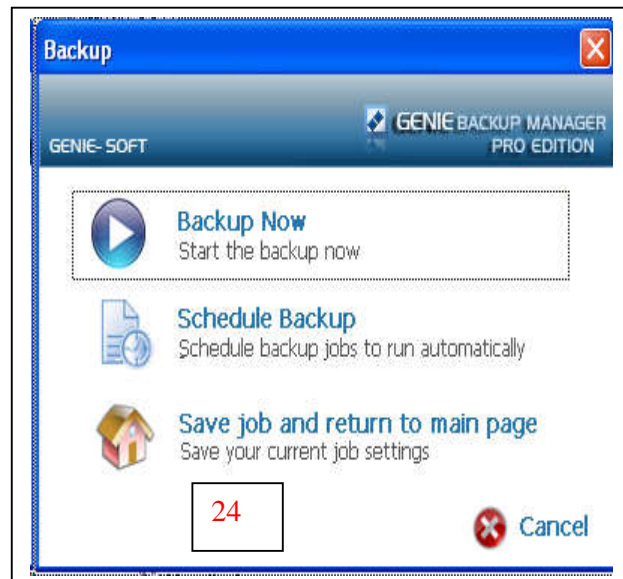 Backup
GENIE BACKUP MANAGER
GENIE- SOFT
PRO EDITION
Backup Now
Start the backup now
Schedule Backup
Schedule backup jobs to run automatically
Save job and return to main page
Save your current job settings
24
Cancel